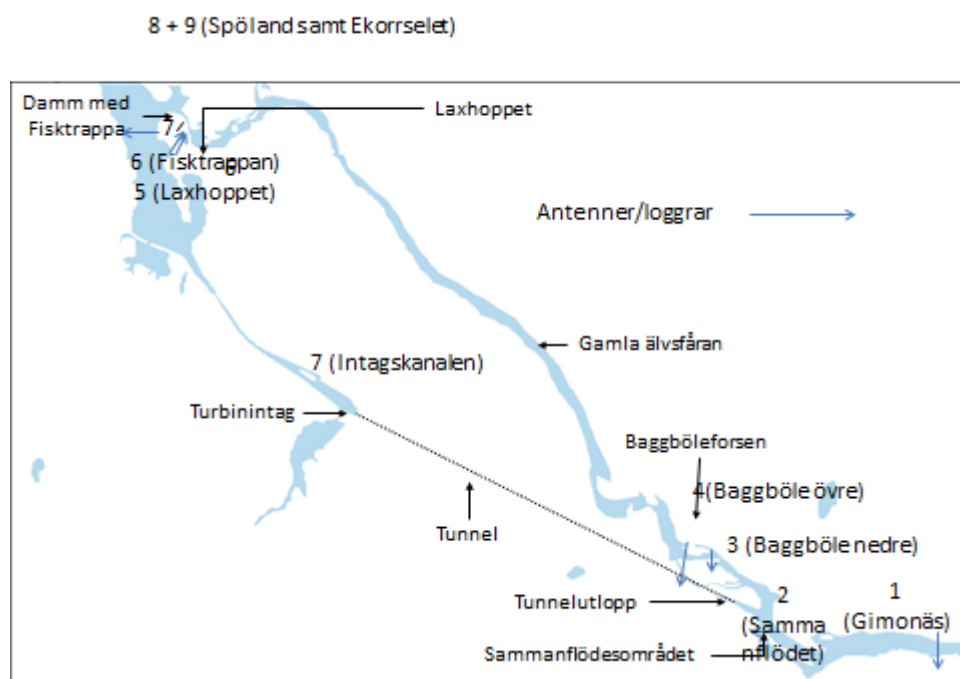 8 + 9 (Spöland samt Ekorrselet)
Damm med
Fisktrappa
Laxhoppet
7
6 (Fisktrappan)
5 (Laxhoppet)
Antenner/loggrar
Gamla älvsfåran
7 (Intagskanalen)
Turbinintag
Baggböleforsen
4(Baggböle övre)
Tunnel
3 (Baggböle nedre)
Tunnelutlopp
2
(Samma
nflödet)
1
(Gimonäs)
Sammanflödesområdet